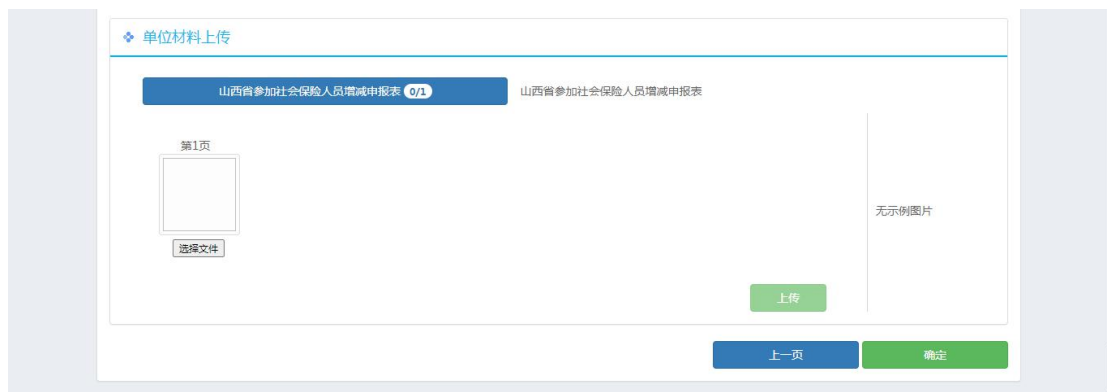 单位材料上传
山西省参加社会保险人员增减申报表 0/1
山西省参加社会保险人员增减申报表
第1页
无示例图片
选择文件
上传
上一页
确定